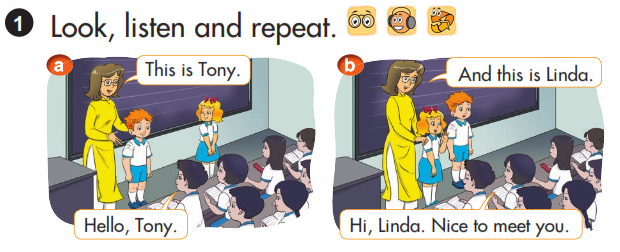 1 Look, listen and repeat.
a
This is Tony.
Hello, Tony.
b
And this is Linda.
Hi, Linda. Nice to meet you.